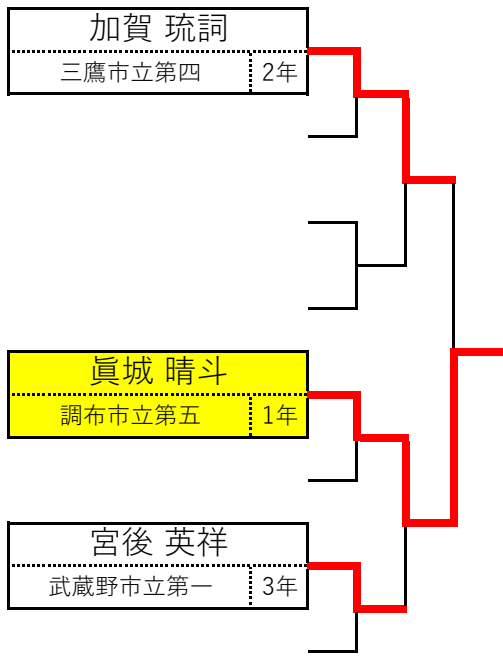 加賀 琉詞
三鷹市立第四 2年
眞城 晴斗
調布市立第五 1年
宮後 英祥
武蔵野市立第一 3年